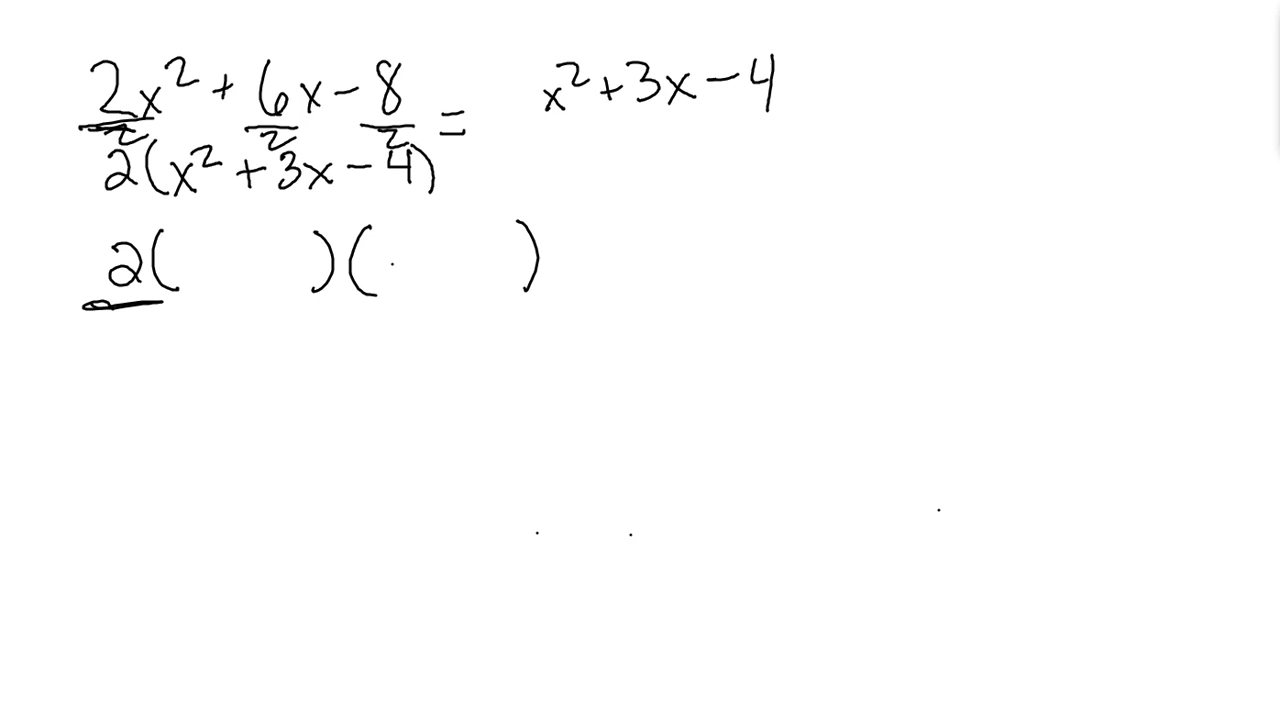 2x² + 6x - 8 = x² + 3x - 4
2 2 2
2(x² + 3x - 4)
2( )( )